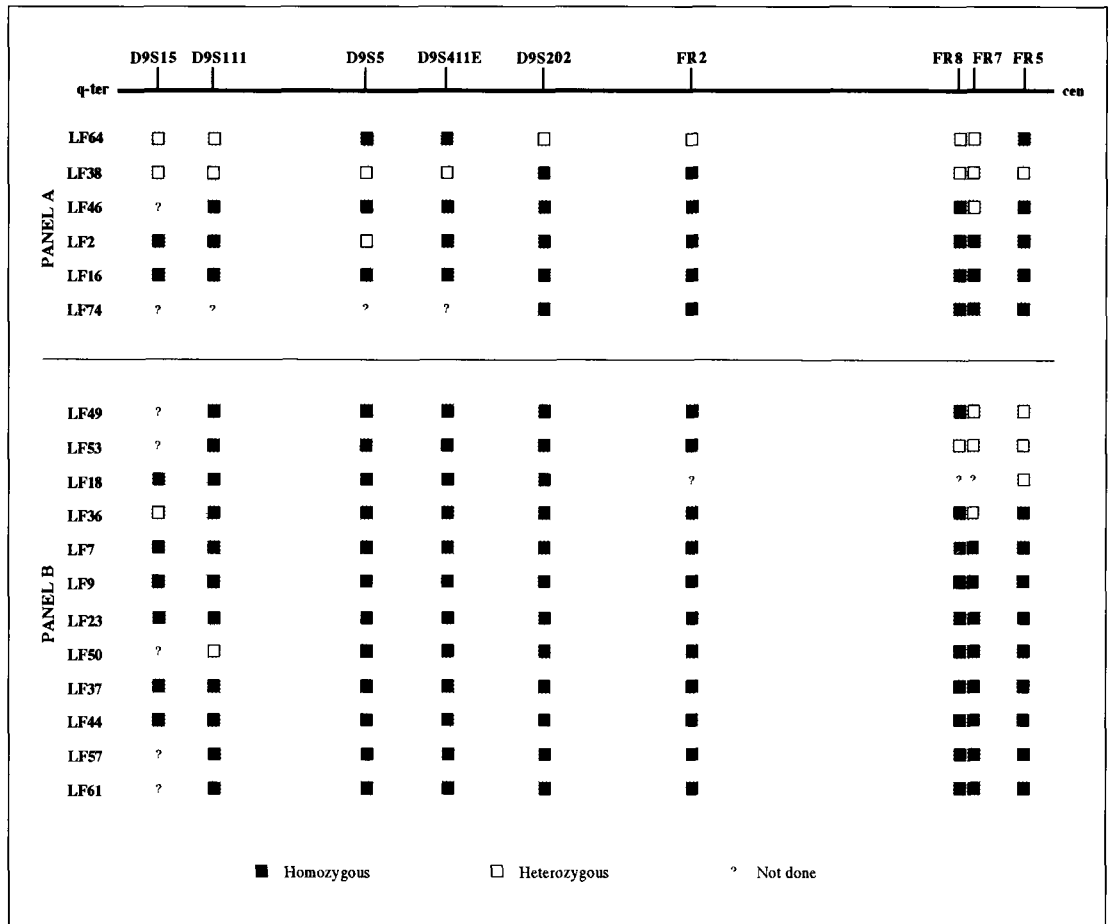 D9S15 D9S111 D9S5 D9S411E D9S202 FR2 FR8 FR7 FR5
q-ter cen
PANEL A
LF64
LF38
LF46 ?
LF2
LF16
LF74 ? ? ? ?
PANEL B
LF49 ?
LF53 ?
LF18 ? ? ?
LF36
LF7
LF9
LF23
LF50 ?
LF37
LF44
LF57 ?
LF61 ?
Homozygous Heterozygous ? Not done